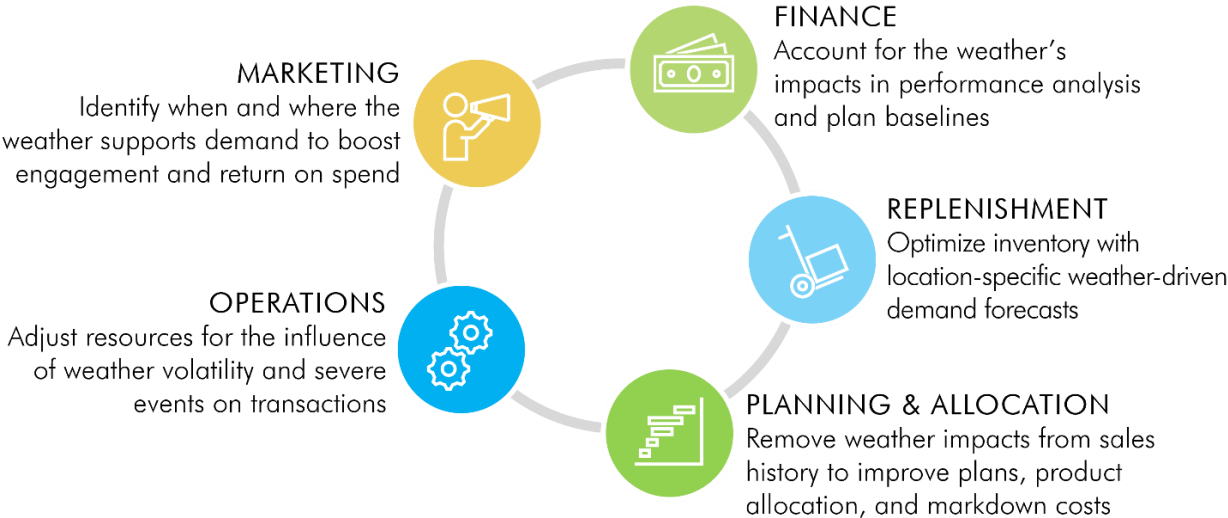 FINANCE
Account for the weather's
impacts in performance analysis
and plan baselines
MARKETING
Identify when and where the
weather supports demand to boost
engagement and return on spend
REPLENISHMENT
Optimize inventory with
location-specific weather-driven
demand forecasts
OPERATIONS
Adjust resources for the influence
of weather volatility and severe
events on transactions
PLANNING & ALLOCATION
Remove weather impacts from sales
history to improve plans, product
allocation, and markdown costs